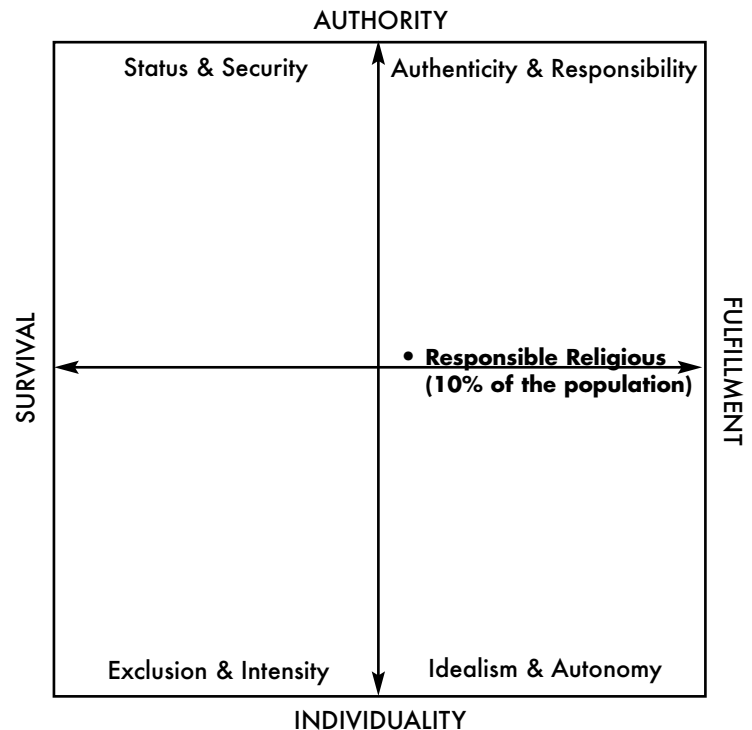 AUTHORITY
Status & Security
Authenticity & Responsibility
SURVIVAL
• Responsible Religious
(10% of the population)
FULFILLMENT
Exclusion & Intensity
Idealism & Autonomy
INDIVIDUALITY